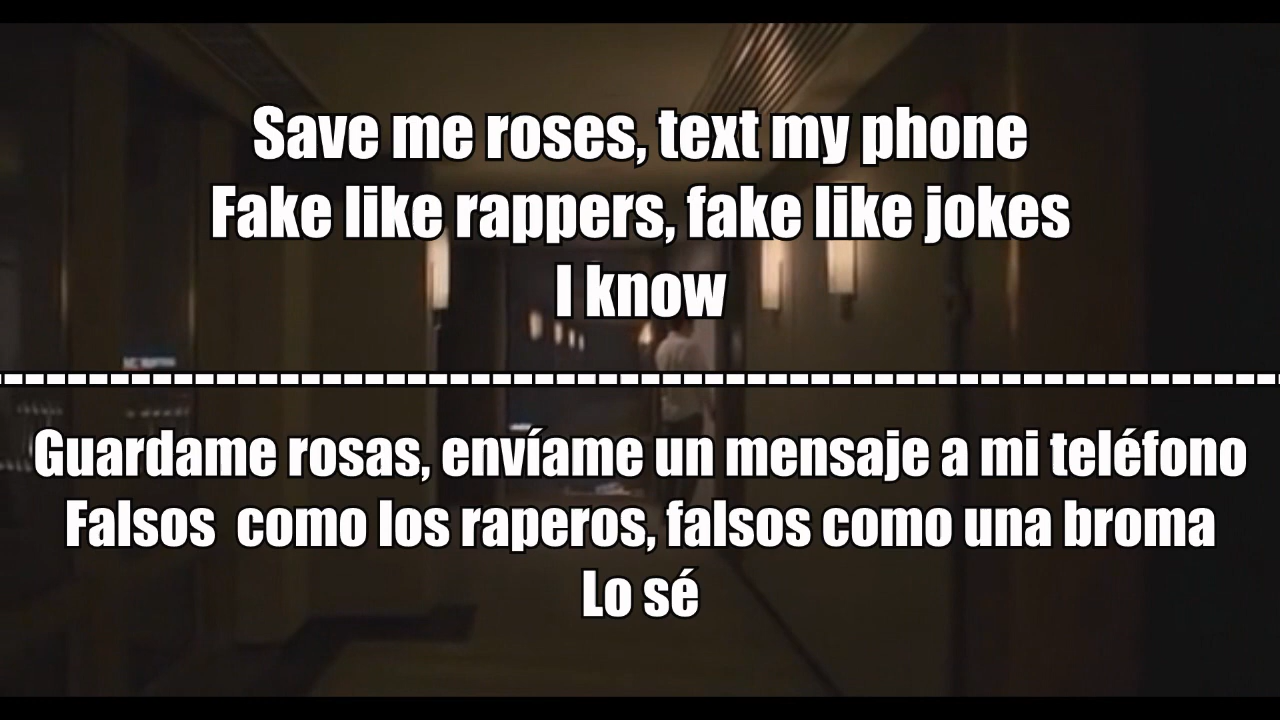 Save me roses, text my phone
Fake like rappers, fake like jokes
I know
Guardame rosas, envíame un mensaje a mi teléfono
Falsos  como los raperos, falsos como una broma
Lo sé